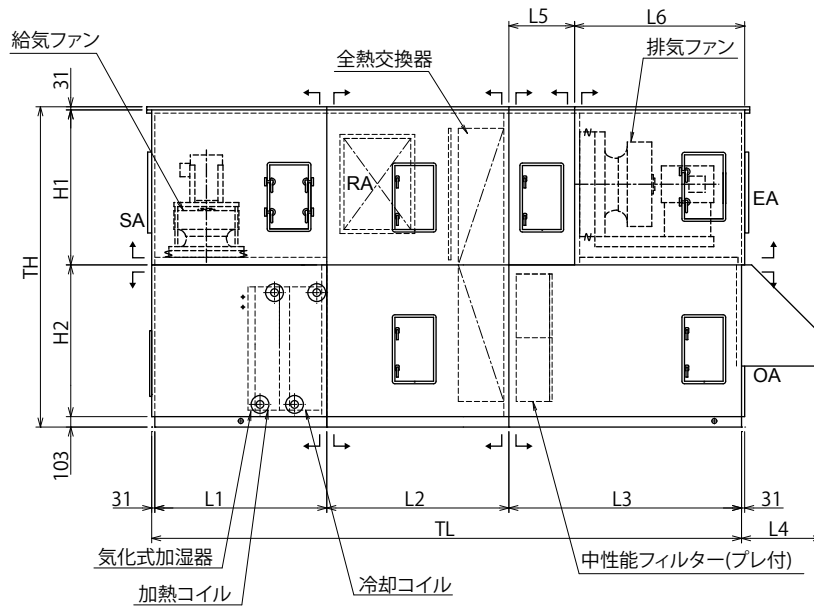 L5
L6
給気ファン
全熱交換器
排気ファン
31
H1
RA
SA
EA
TH
H2
OA
103
31
L1
L2
L3
31
TL
L4
気化式加湿器
加熱コイル
冷却コイル
中性能フィルター(プレ付)